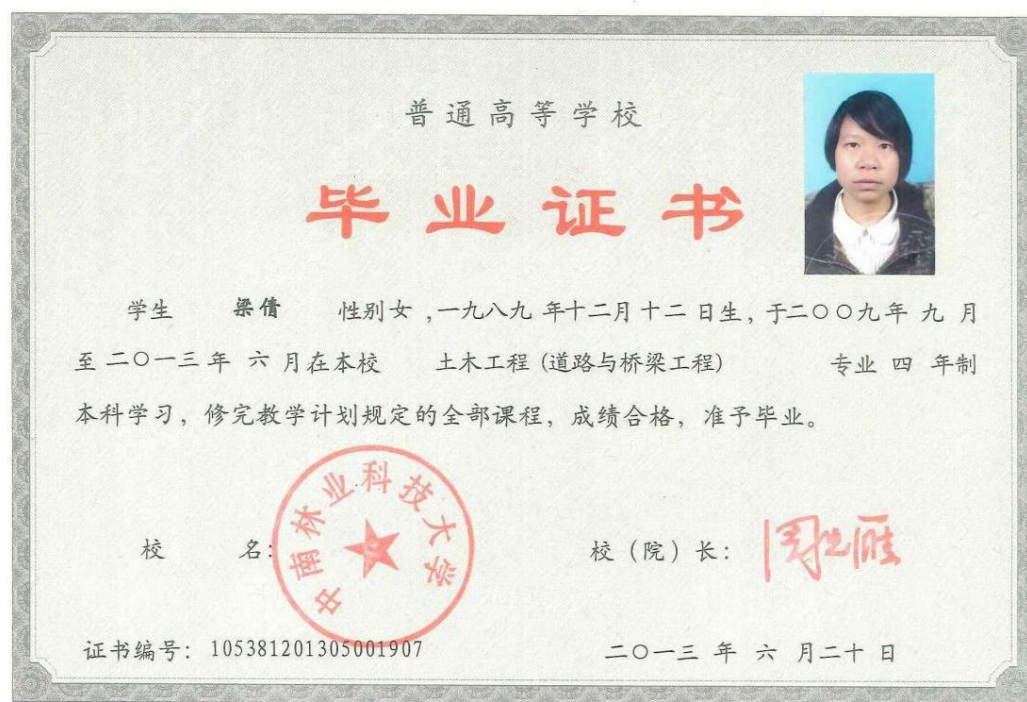 普通高等学校
毕业证书
学生 梁倩 性别女,一九八九年十二月十二日生,于二〇〇九年九月
至二〇一三年六月在本校 土木工程(道路与桥梁工程) 专业四年制
本科学习,修完教学计划规定的全部课程,成绩合格,准予毕业。
中南林业科技大学
校 名: 校(院)长:
证书编号:105381201305001907 二〇一三年六月二十日